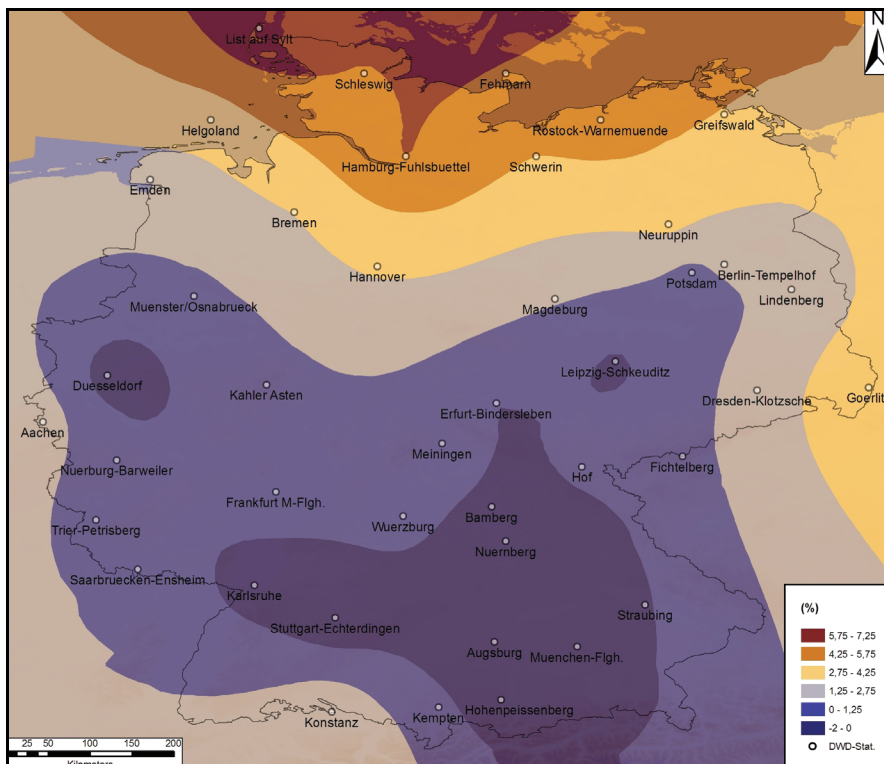 N
List auf Sylt
Schleswig
Fehmarn
Helgoland
Rostock-Warnemuende
Greifswald
Hamburg-Fuhlsbuettel
Schwerin
Emden
Bremen
Neuruppin
Hannover
Berlin-Tempelhof
Potsdam
Lindenberg
Muenster/Osnabrueck
Magdeburg
Duesseldorf
Leipzig-Schkeuditz
Kahler Asten
Dresden-Klotzsche
Goerlit
Erfurt-Bindersleben
Aachen
Meiningen
Nuerburg-Barweiler
Hof
Fichtelberg
Frankfurt M-Flgh.
Trier-Petrisberg
Wuerzburg
Bamberg
Nuernberg
Saarbruecken-Ensheim
Karlsruhe
Stuttgart-Echterdingen
Straubing
Augsburg
Muenchen-Flgh.
Konstanz
Kempten
Hohenpeissenberg
(%)
5,75 - 7,25
4,25 - 5,75
2,75 - 4,25
1,25 - 2,75
0 - 1,25
-2 - 0
DWD-Stat.
25 50 100 150 200
Kilometers